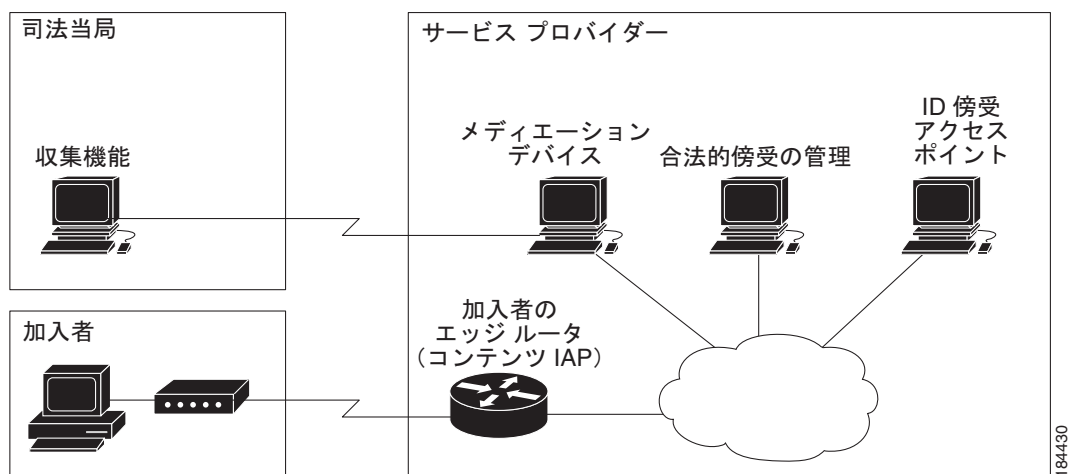 司法当局
サービス プロバイダー
収集機能
メディエーション
デバイス
合法的傍受の管理
ID 傍受
アクセス
ポイント
加入者
加入者の
エッジ ルータ
（コンテンツ IAP）
184430